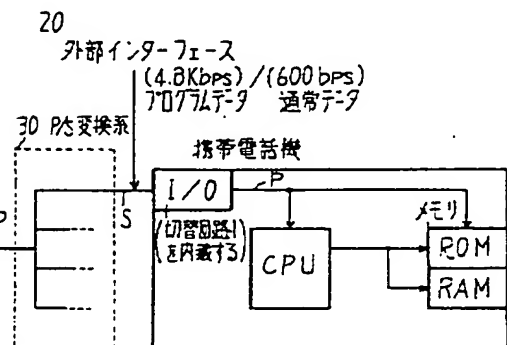 20
外部インターフェース
(4.8Kbps)/(600bps)
プログラムデータ 通常データ
30 P/S変換系
携帯電話機
I/O
P
S
(切替回路1
を内蔵する)
CPU
メモリ
ROM
RAM